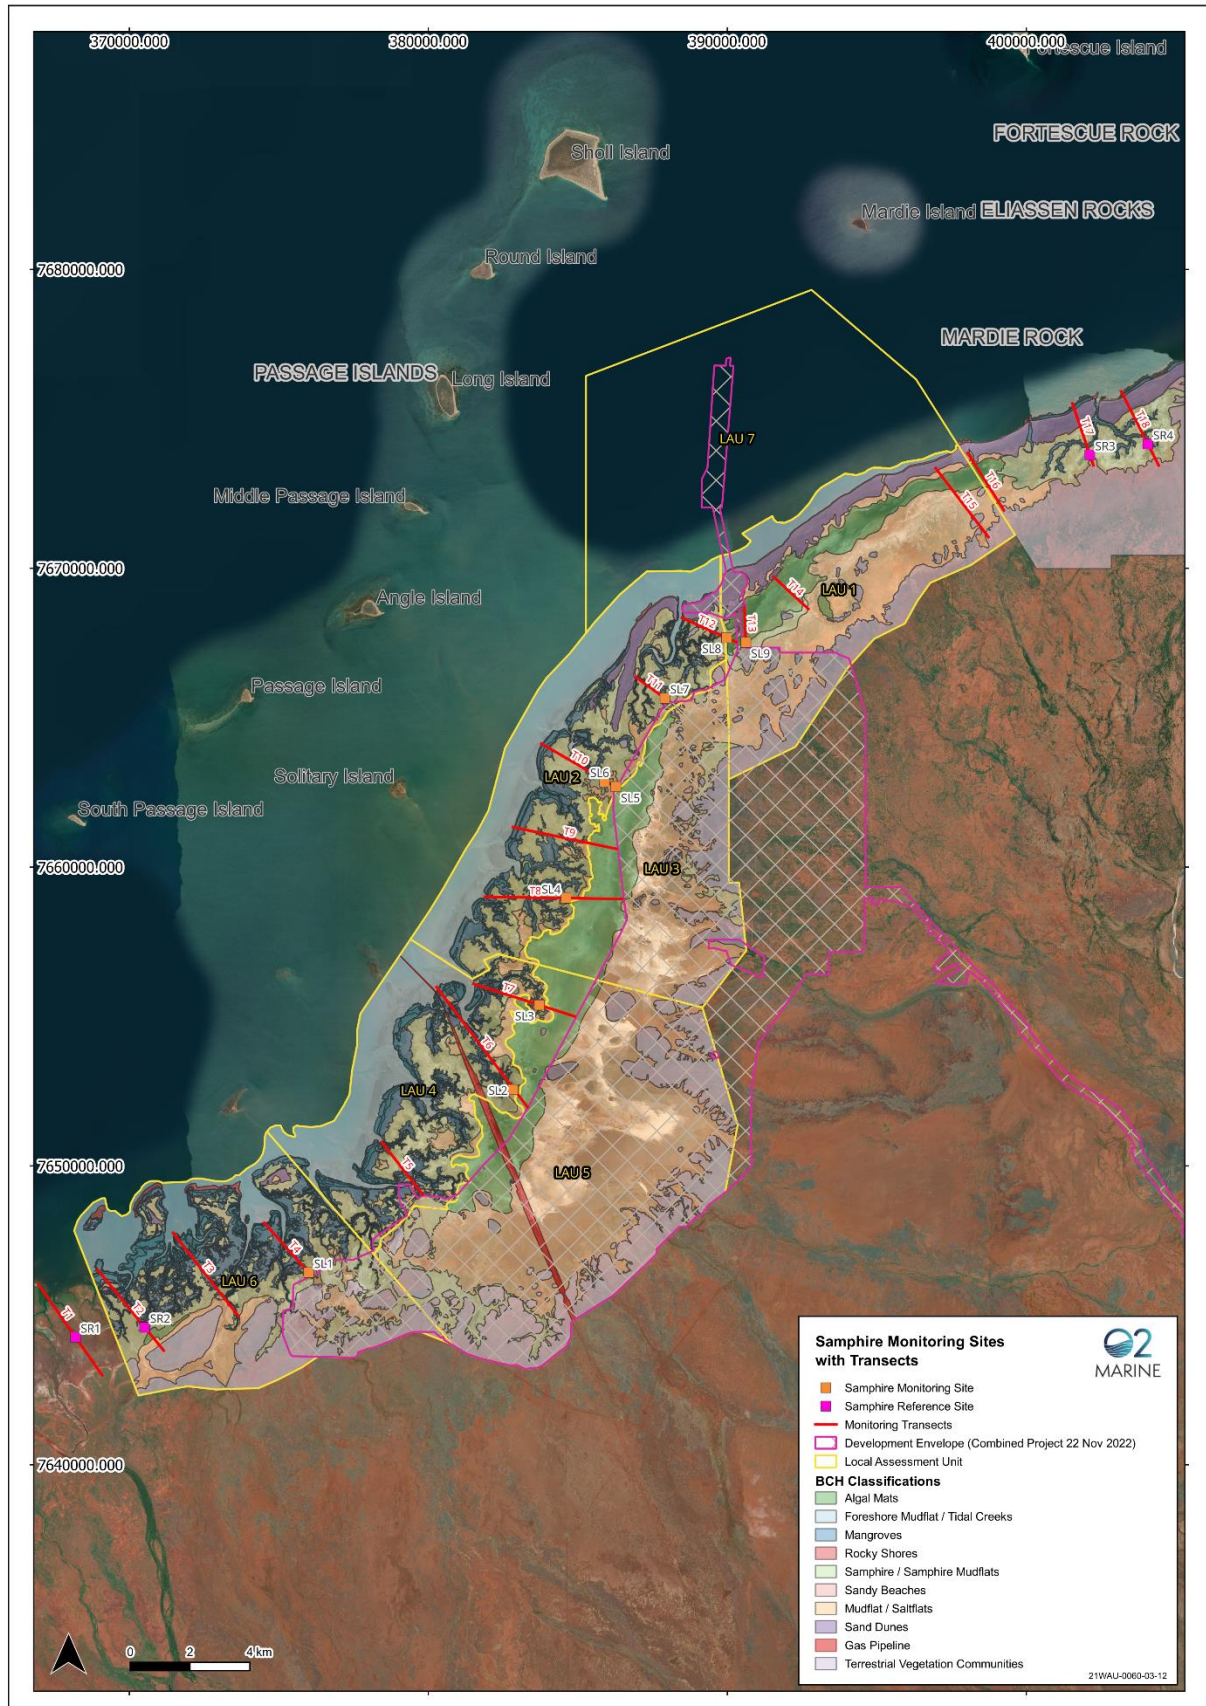 370000.000 380000.000 390000.000 400000.000
ortescue Island
FORTESCUE ROCK
Sholl Island
Mardie Island ELIASSEN ROCKS
Round Island
7680000.000
MARDIE ROCK
PASSAGE ISLANDS Long Island
T17
T18
SR4
SR3
LAU 7
T16
T15
Middle Passage Island
7670000.000
LAU 1
T14
Angle Island
T13
T12
SL8
SL9
Passage Island
T11
SL7
T10
Solitary Island
LAU 2
SL6
SL5
South Passage Island
T9
7660000.000
LAU 3
T8
SL4
T7
SL3
T6
LAU 4
SL2
T5
LAU 5
7650000.000
T4
SL1
T3
LAU 6
T2
SR2
T1
SR1
7640000.000
Samphire Monitoring Sites
with Transects
O2
MARINE
Samphire Monitoring Site
Samphire Reference Site
Monitoring Transects
Development Envelope (Combined Project 22 Nov 2022)
Local Assessment Unit
BCH Classifications
Algal Mats
Foreshore Mudflat / Tidal Creeks
Mangroves
Rocky Shores
Samphire / Samphire Mudflats
Sandy Beaches
Mudflat / Saltflats
Sand Dunes
Gas Pipeline
Terrestrial Vegetation Communities
21WAU-0060-03-12
0 2 4 km